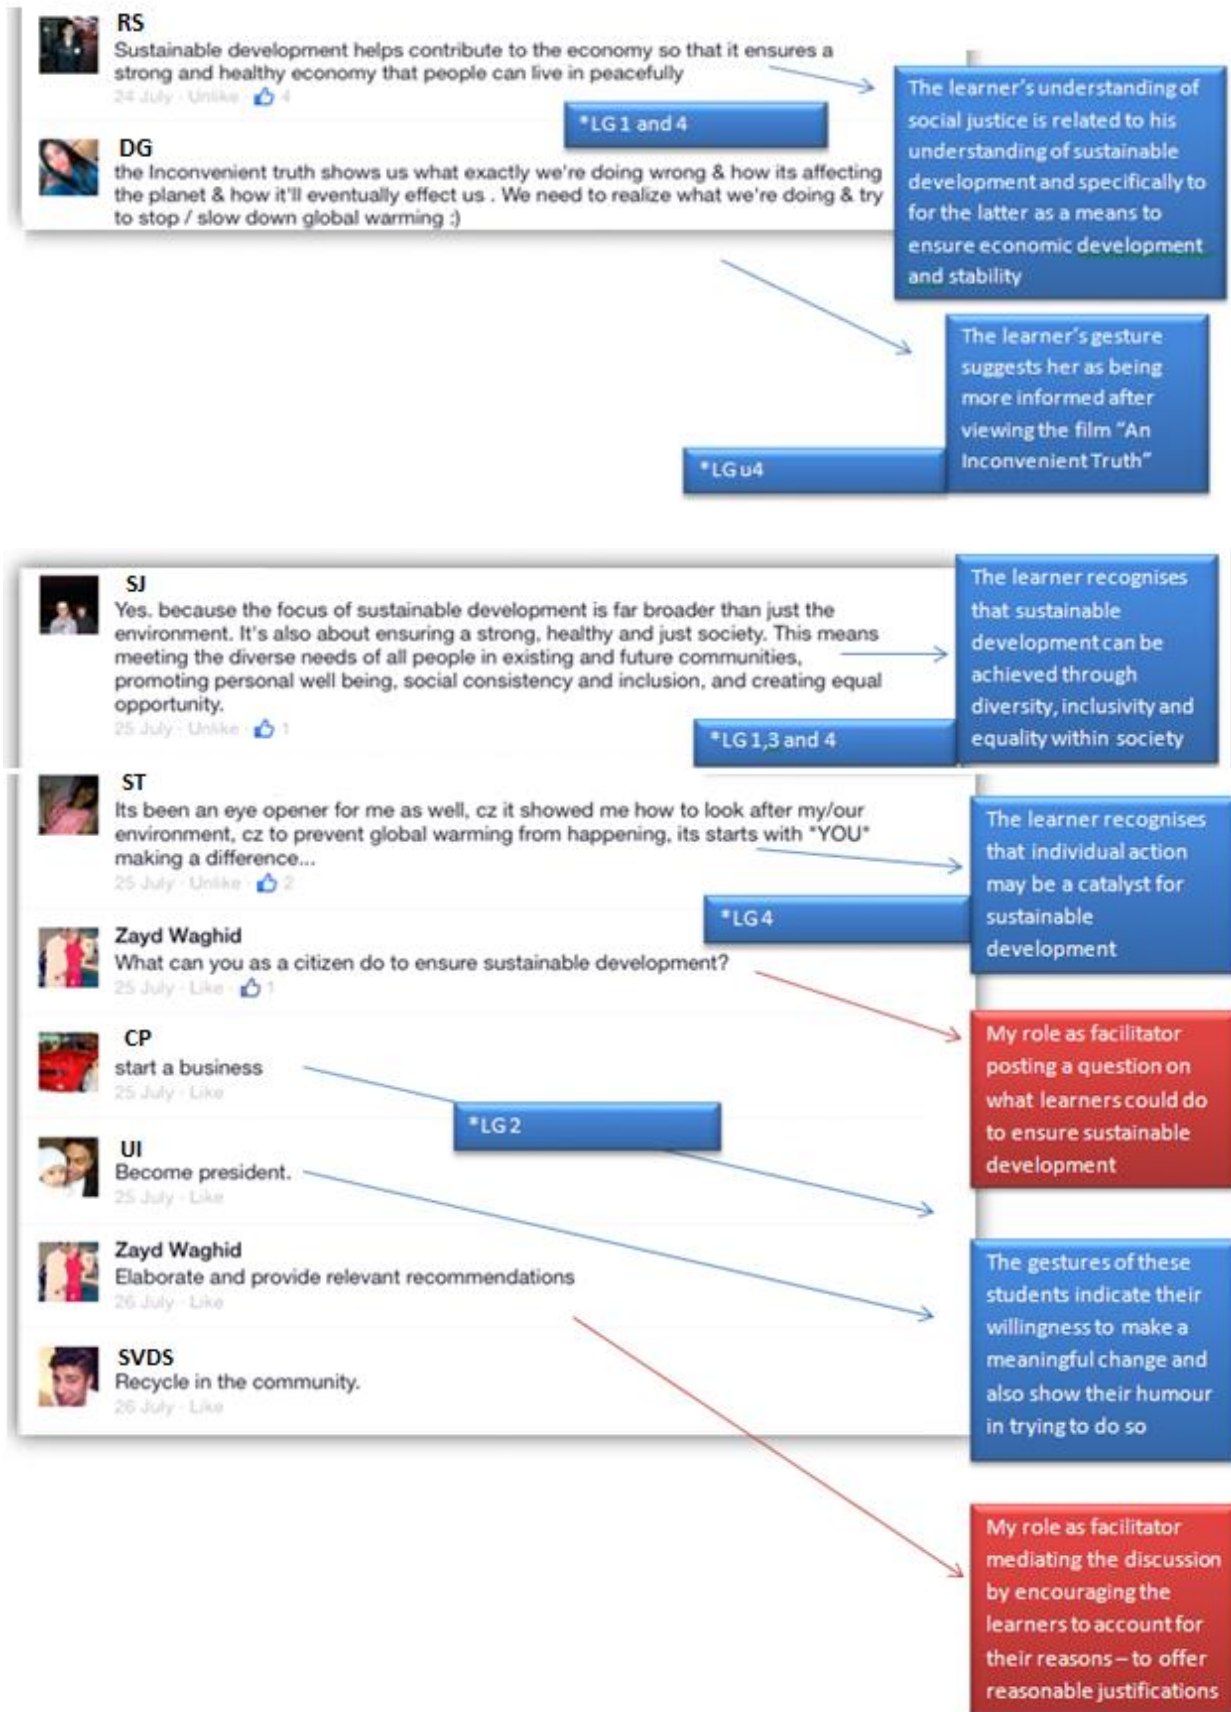 RS
Sustainable development helps contribute to the economy so that it ensures a
strong and healthy economy that people can live in peacefully
24 July · Unlike · 4
*LG 1 and 4
The learner's understanding of
social justice is related to his
understanding of sustainable
development and specifically to
for the latter as a means to
ensure economic development
and stability
DG
the Inconvenient truth shows us what exactly we're doing wrong & how its affecting
the planet & how it'll eventually effect us . We need to realize what we're doing & try
to stop / slow down global warming :)
The learner's gesture
suggests her as being
more informed after
viewing the film "An
Inconvenient Truth"
*LG u4
SJ
Yes. because the focus of sustainable development is far broader than just the
environment. It's also about ensuring a strong, healthy and just society. This means
meeting the diverse needs of all people in existing and future communities,
promoting personal well being, social consistency and inclusion, and creating equal
opportunity.
25 July · Unlike · 1
*LG 1,3 and 4
The learner recognises
that sustainable
development can be
achieved through
diversity, inclusivity and
equality within society
ST
Its been an eye opener for me as well, cz it showed me how to look after my/our
environment, cz to prevent global warming from happening, its starts with "YOU"
making a difference...
25 July · Unlike · 2
*LG 4
The learner recognises
that individual action
may be a catalyst for
sustainable
development
Zayd Waghid
What can you as a citizen do to ensure sustainable development?
25 July · Like · 1
My role as facilitator
posting a question on
what learners could do
to ensure sustainable
development
CP
start a business
25 July · Like
*LG 2
UI
Become president.
25 July · Like
The gestures of these
students indicate their
willingness to make a
meaningful change and
also show their humour
in trying to do so
Zayd Waghid
Elaborate and provide relevant recommendations
26 July · Like
SVDS
Recycle in the community.
26 July · Like
My role as facilitator
mediating the discussion
by encouraging the
learners to account for
their reasons – to offer
reasonable justifications